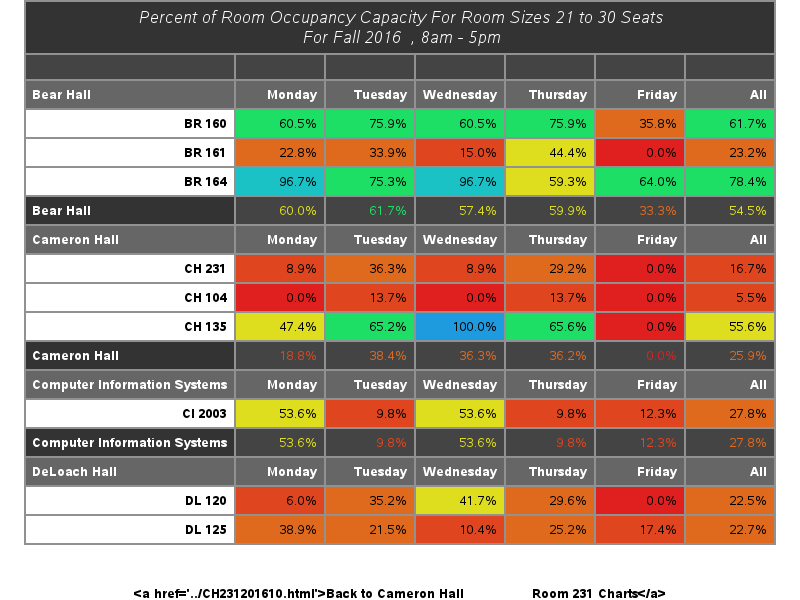 Percent of Room Occupancy Capacity For Room Sizes 21 to 30 Seats
For Fall 2016 , 8am - 5pm
Bear Hall Monday Tuesday Wednesday Thursday Friday All
BR 160 60.5% 75.9% 60.5% 75.9% 35.8% 61.7%
BR 161 22.8% 33.9% 15.0% 44.4% 0.0% 23.2%
BR 164 96.7% 75.3% 96.7% 59.3% 64.0% 78.4%
Bear Hall 60.0% 61.7% 57.4% 59.9% 33.3% 54.5%
Cameron Hall Monday Tuesday Wednesday Thursday Friday All
CH 231 8.9% 36.3% 8.9% 29.2% 0.0% 16.7%
CH 104 0.0% 13.7% 0.0% 13.7% 0.0% 5.5%
CH 135 47.4% 65.2% 100.0% 65.6% 0.0% 55.6%
Cameron Hall 18.8% 38.4% 36.3% 36.2% 0.0% 25.9%
Computer Information Systems Monday Tuesday Wednesday Thursday Friday All
CI 2003 53.6% 9.8% 53.6% 9.8% 12.3% 27.8%
Computer Information Systems 53.6% 9.8% 53.6% 9.8% 12.3% 27.8%
DeLoach Hall Monday Tuesday Wednesday Thursday Friday All
DL 120 6.0% 35.2% 41.7% 29.6% 0.0% 22.5%
DL 125 38.9% 21.5% 10.4% 25.2% 17.4% 22.7%
<a href='../CH231201610.html'>Back to Cameron Hall Room 231 Charts</a>